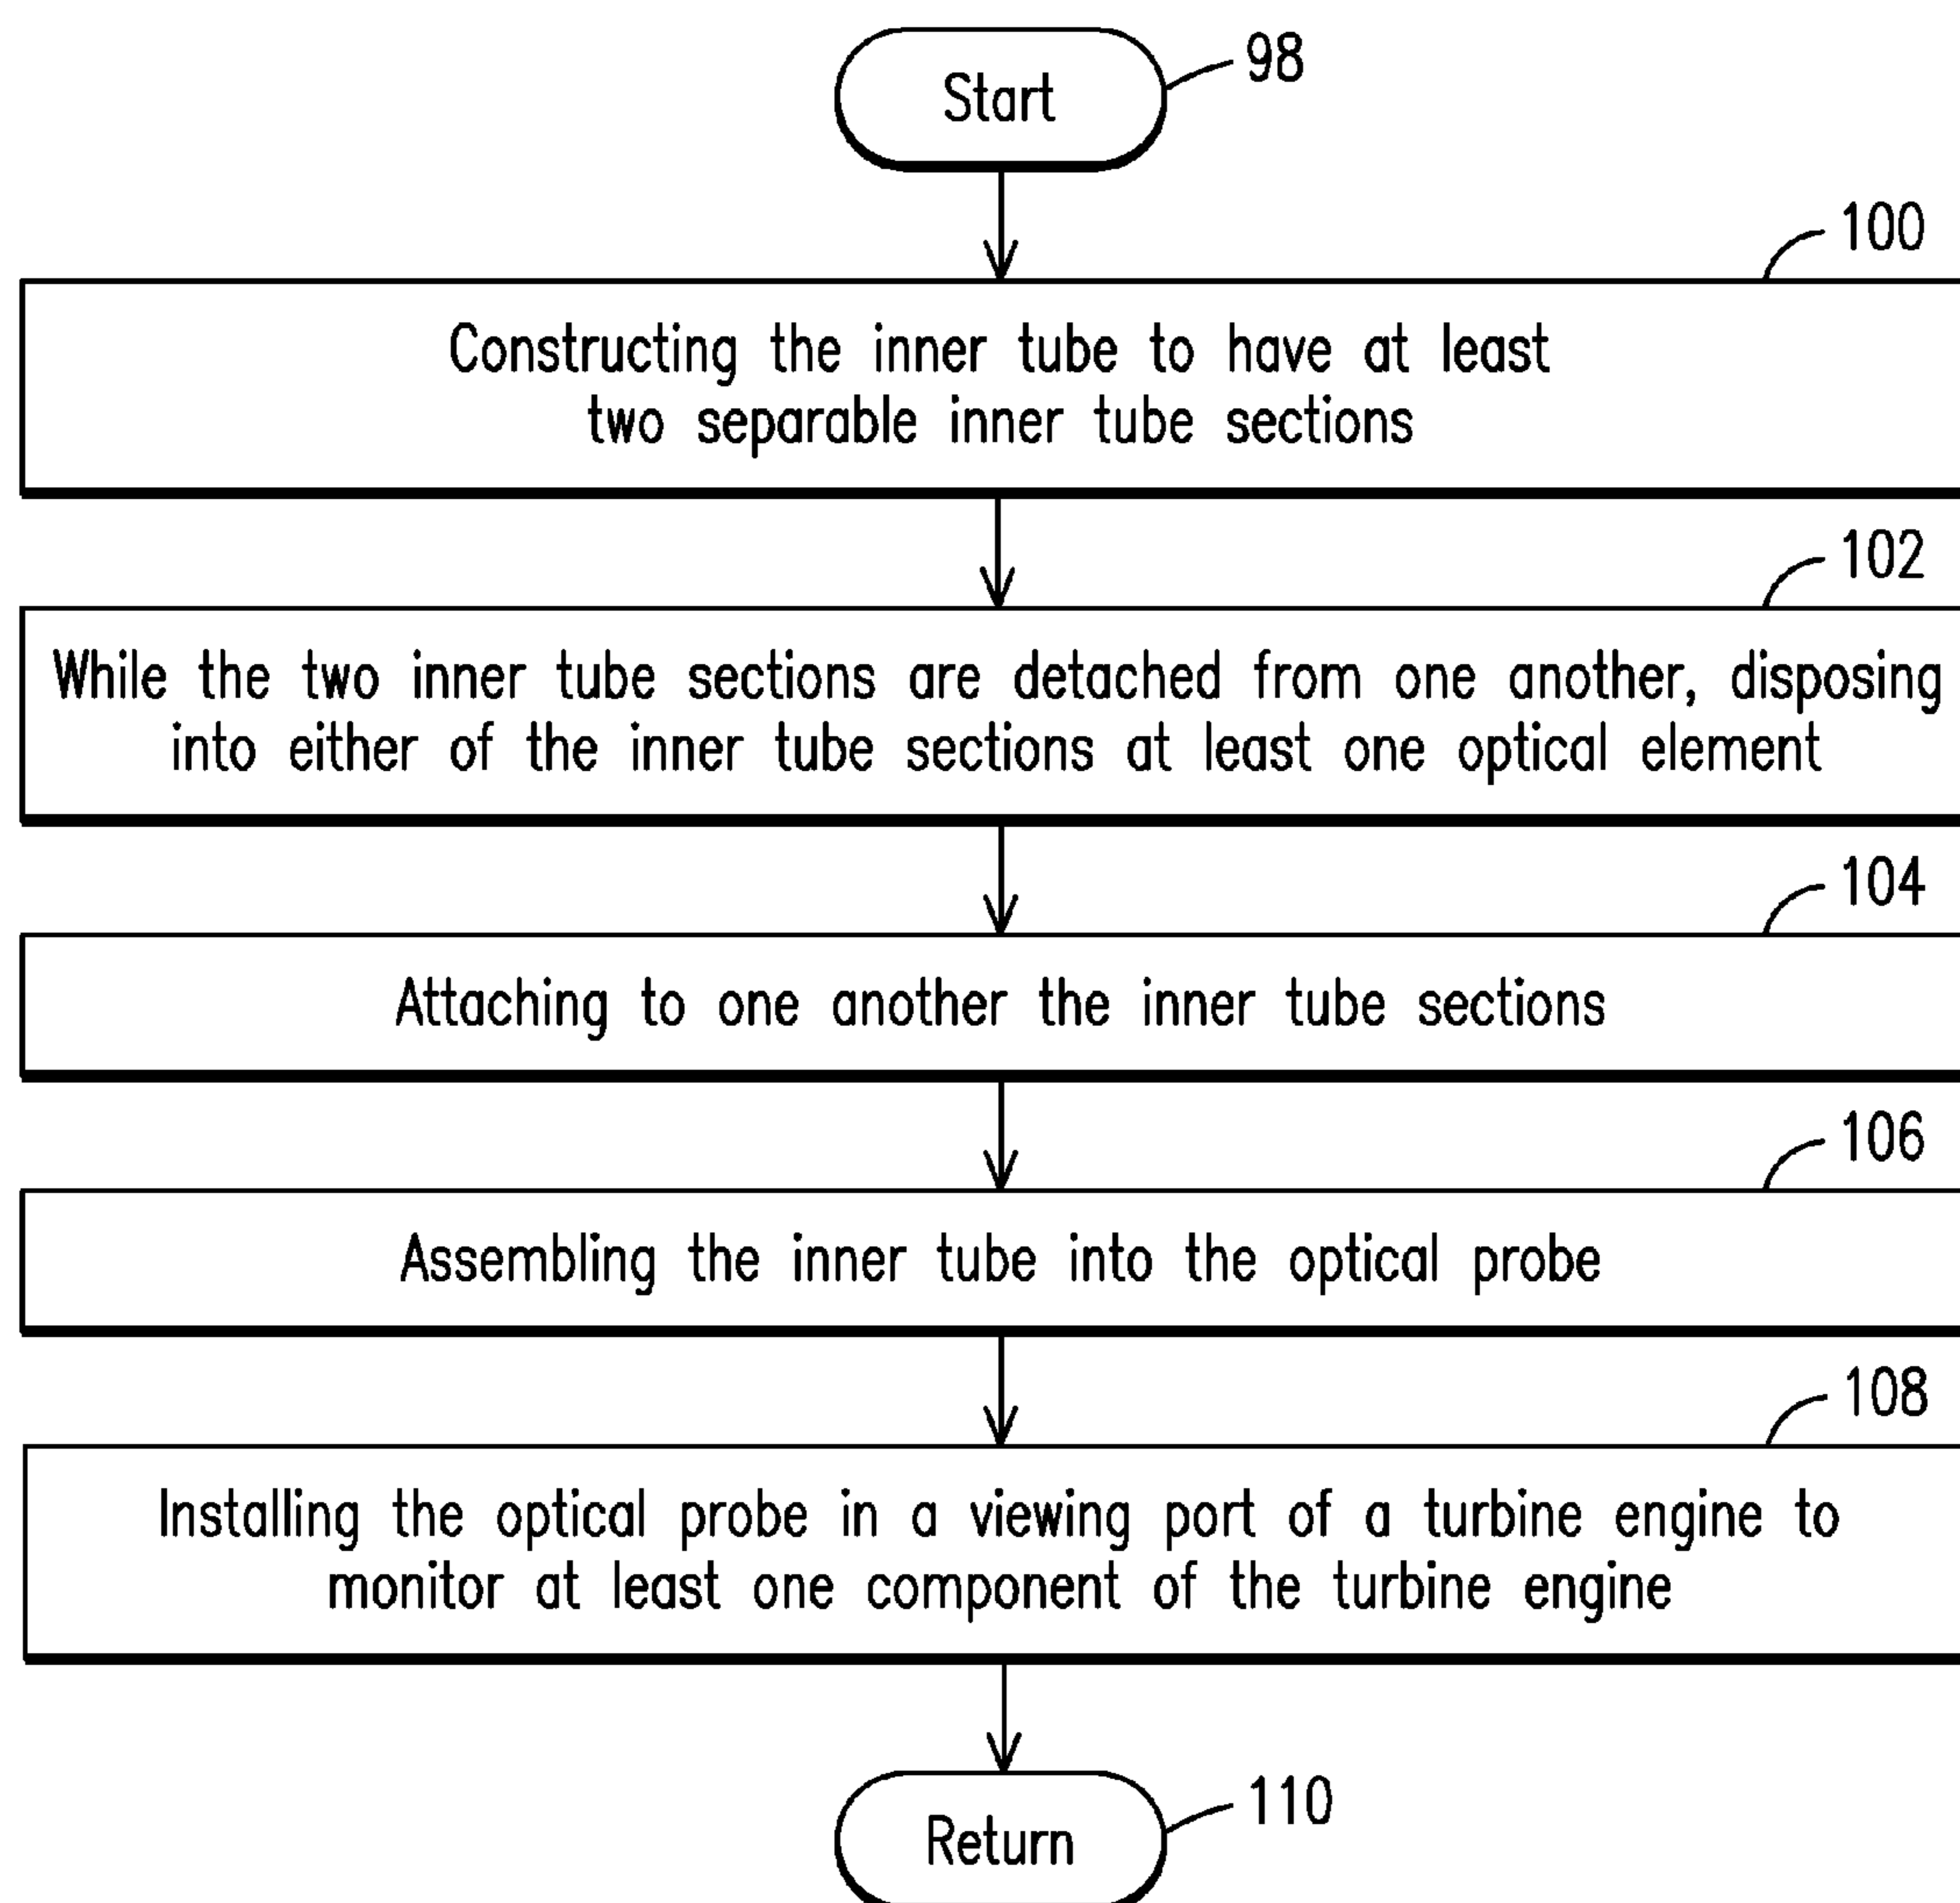 Start
98
100
Constructing the inner tube to have at least
two separable inner tube sections
102
While the two inner tube sections are detached from one another, disposing
into either of the inner tube sections at least one optical element
104
Attaching to one another the inner tube sections
106
Assembling the inner tube into the optical probe
108
Installing the optical probe in a viewing port of a turbine engine to
monitor at least one component of the turbine engine
Return
110